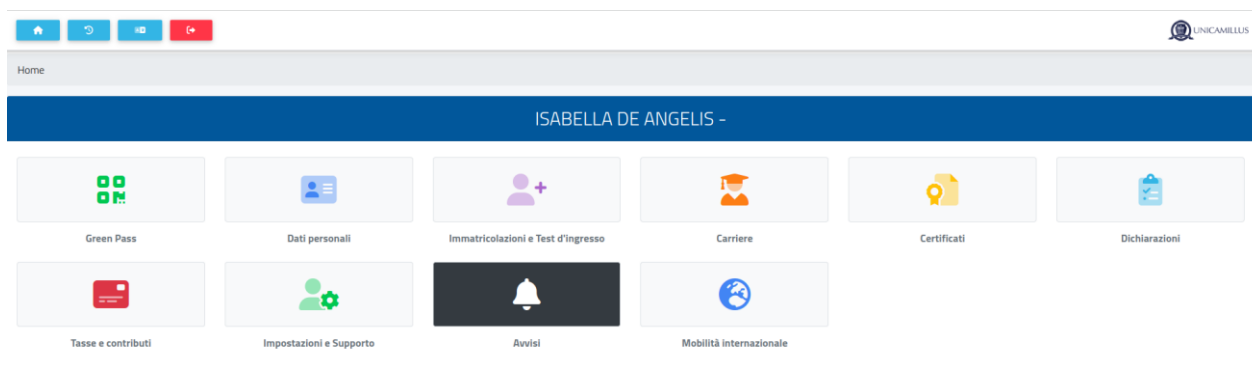 UNICAMILLUS
Home
ISABELLA DE ANGELIS -
Green Pass
Dati personali
Immatricolazioni e Test d'ingresso
Carriere
Certificati
Dichiarazioni
Tasse e contributi
Impostazioni e Supporto
Avvisi
Mobilità internazionale